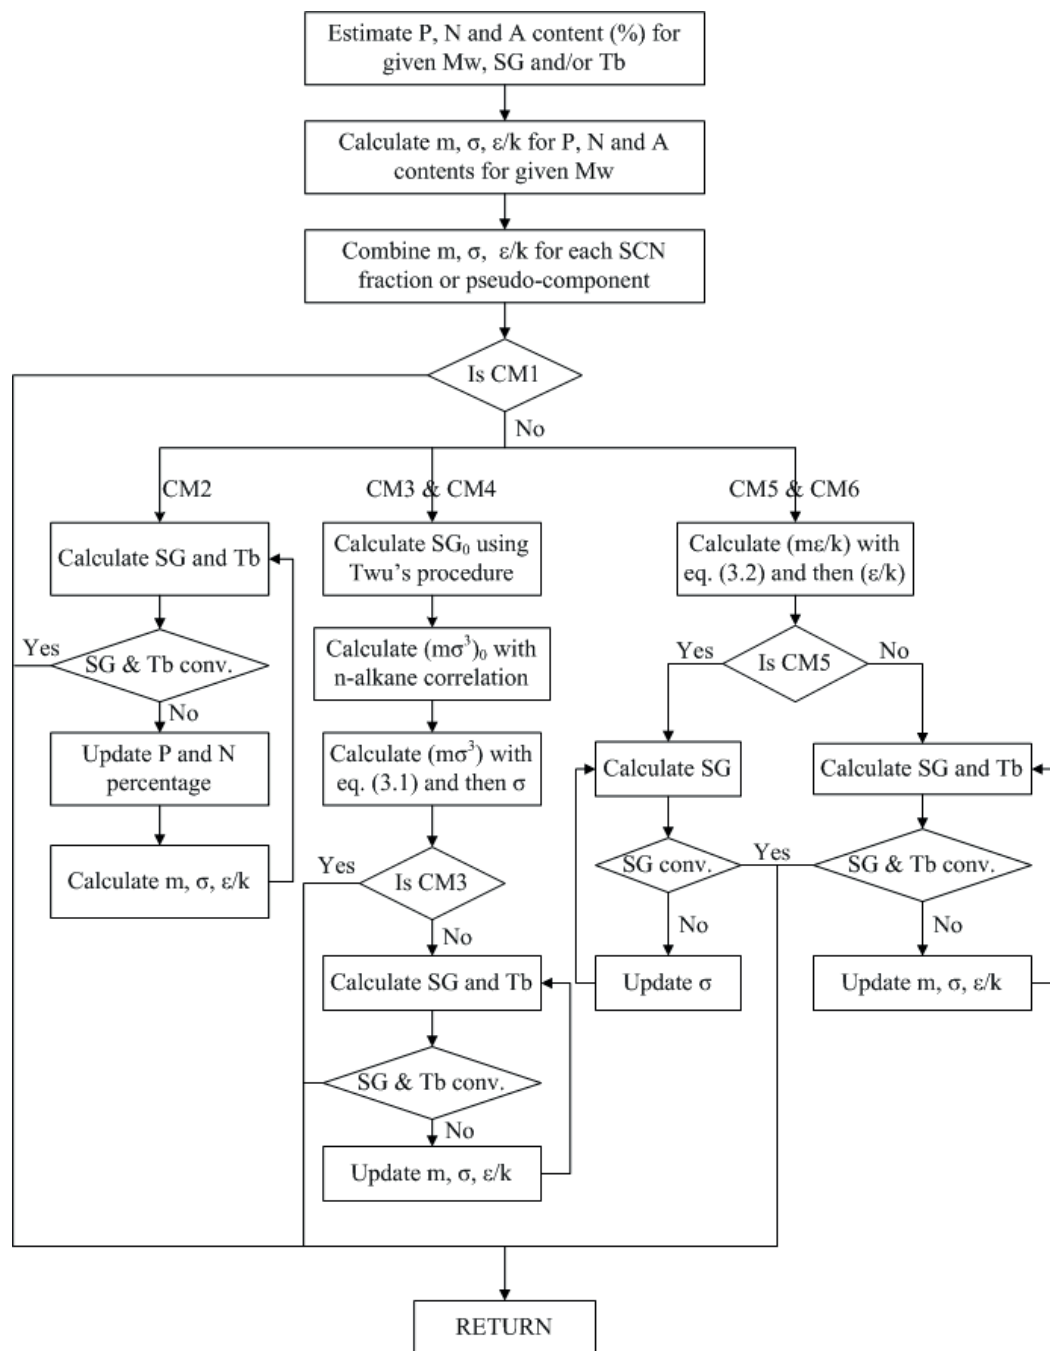 Estimate P, N and A content (%) for
given Mw, SG and/or Tb
Calculate m, σ, ε/k for P, N and A
contents for given Mw
Combine m, σ, ε/k for each SCN
fraction or pseudo-component
Is CM1
No
CM2
Calculate SG and Tb
Yes
SG & Tb conv.
No
Update P and N
percentage
Calculate m, σ, ε/k
CM3 & CM4
Calculate SG₀ using
Twu's procedure
Calculate (mσ³)₀ with
n-alkane correlation
Calculate (mσ³) with
eq. (3.1) and then σ
Yes
Is CM3
No
Calculate SG and Tb
SG & Tb conv.
No
Update m, σ, ε/k
CM5 & CM6
Calculate (mε/k) with
eq. (3.2) and then (ε/k)
Yes
Is CM5
No
Calculate SG
SG conv.
Yes
No
Update σ
Calculate SG and Tb
SG & Tb conv.
No
Update m, σ, ε/k
RETURN